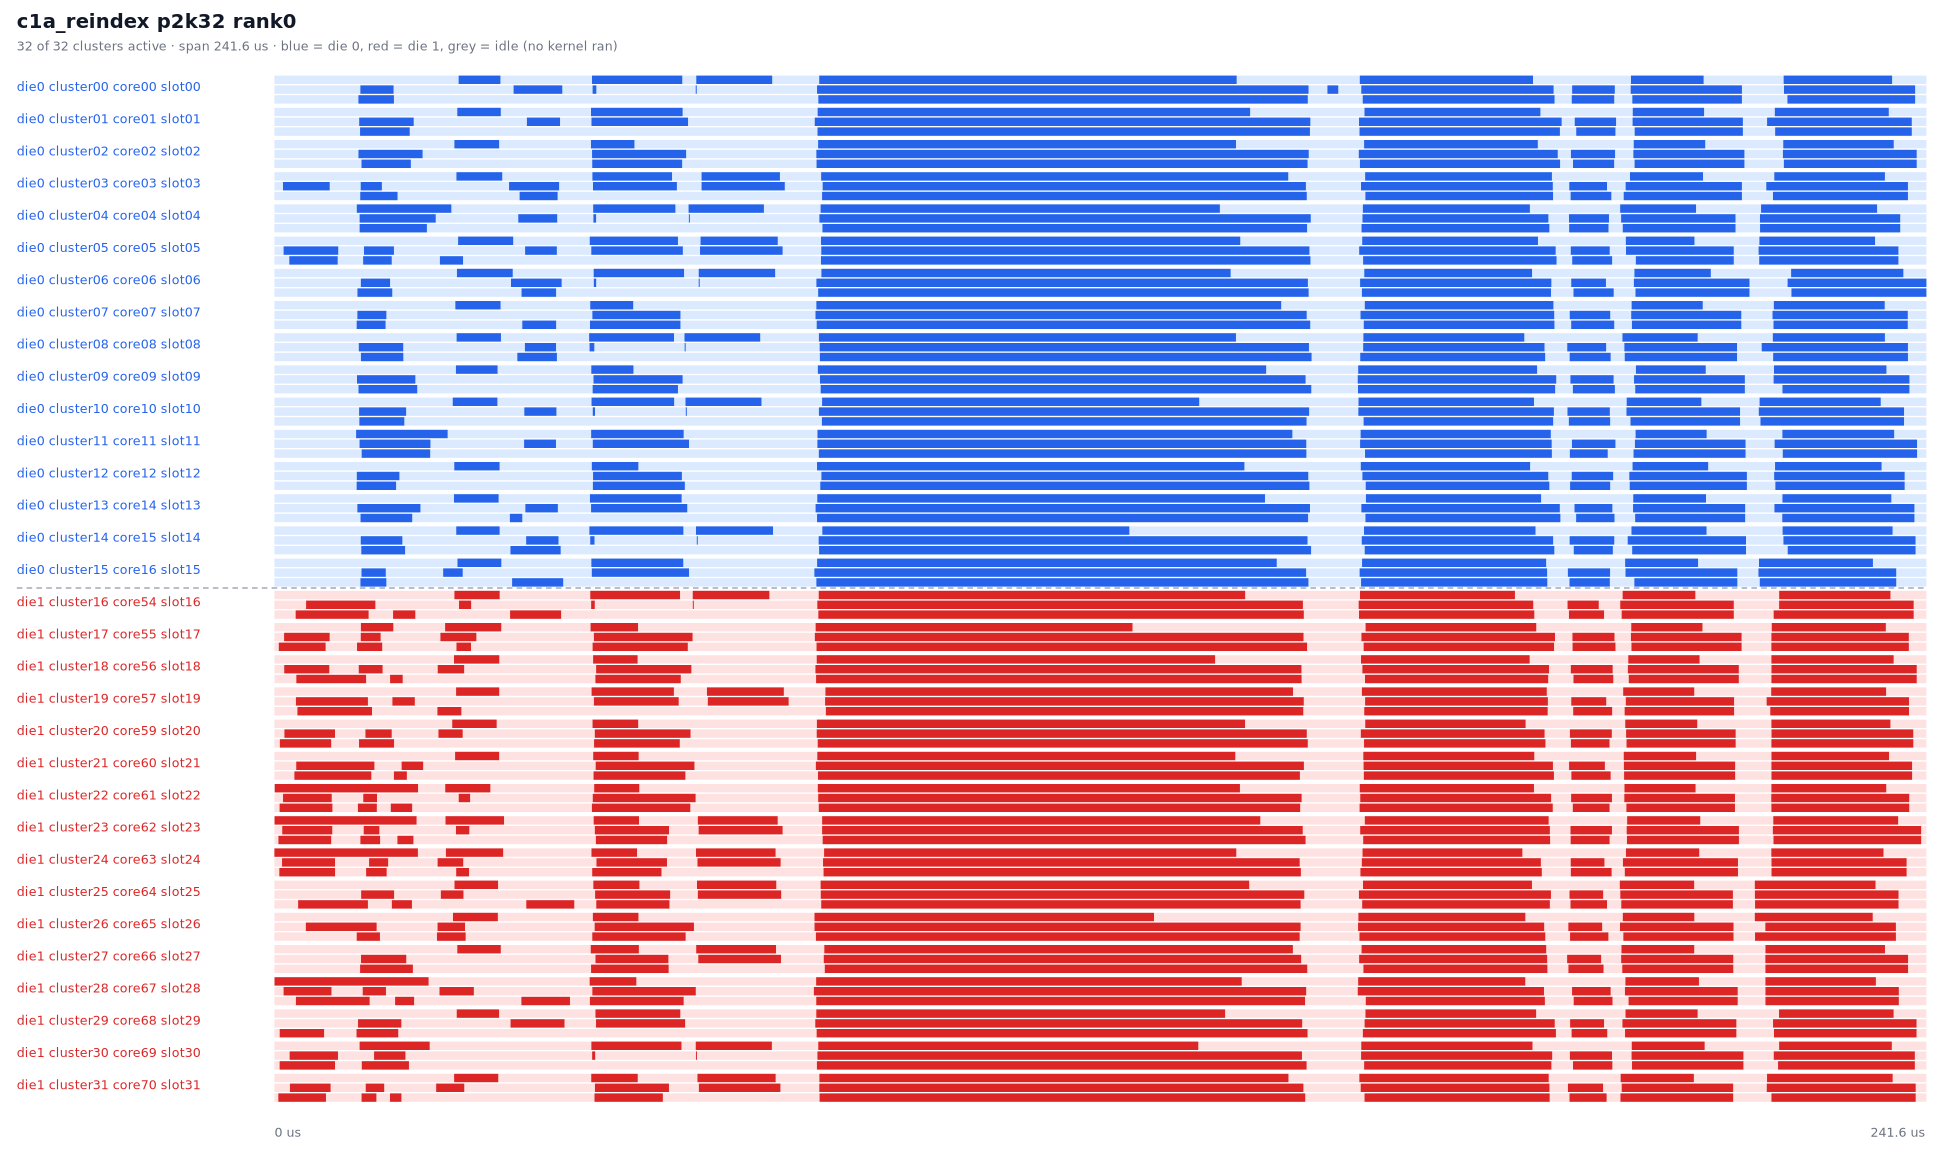 c1a_reindex p2k32 rank0
32 of 32 clusters active · span 241.6 us · blue = die 0, red = die 1, grey = idle (no kernel ran)
die0 cluster00 core00 slot00
die0 cluster01 core01 slot01
die0 cluster02 core02 slot02
die0 cluster03 core03 slot03
die0 cluster04 core04 slot04
die0 cluster05 core05 slot05
die0 cluster06 core06 slot06
die0 cluster07 core07 slot07
die0 cluster08 core08 slot08
die0 cluster09 core09 slot09
die0 cluster10 core10 slot10
die0 cluster11 core11 slot11
die0 cluster12 core12 slot12
die0 cluster13 core14 slot13
die0 cluster14 core15 slot14
die0 cluster15 core16 slot15
die1 cluster16 core54 slot16
die1 cluster17 core55 slot17
die1 cluster18 core56 slot18
die1 cluster19 core57 slot19
die1 cluster20 core59 slot20
die1 cluster21 core60 slot21
die1 cluster22 core61 slot22
die1 cluster23 core62 slot23
die1 cluster24 core63 slot24
die1 cluster25 core64 slot25
die1 cluster26 core65 slot26
die1 cluster27 core66 slot27
die1 cluster28 core67 slot28
die1 cluster29 core68 slot29
die1 cluster30 core69 slot30
die1 cluster31 core70 slot31
0 us
241.6 us